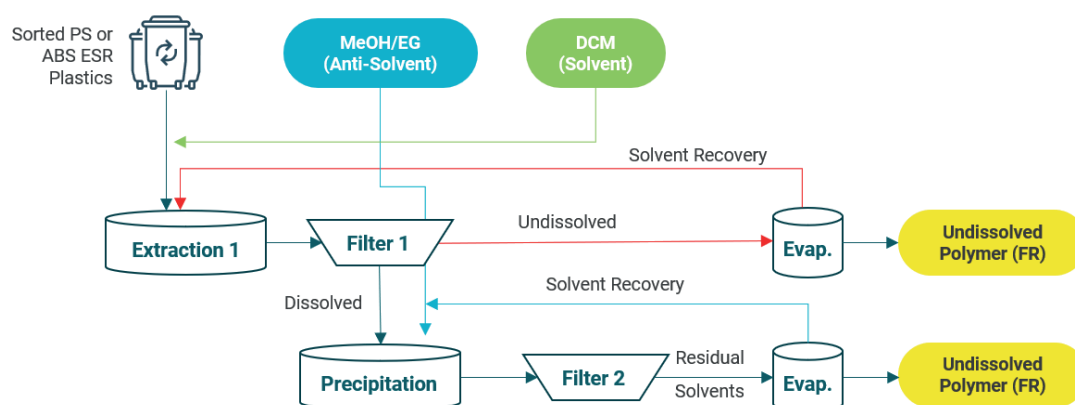 Sorted PS or
ABS ESR
Plastics
MeOH/EG
(Anti-Solvent)
DCM
(Solvent)
Solvent Recovery
Extraction 1
Filter 1
Undissolved
Evap.
Undissolved
Polymer (FR)
Dissolved
Solvent Recovery
Precipitation
Filter 2
Residual
Solvents
Evap.
Undissolved
Polymer (FR)